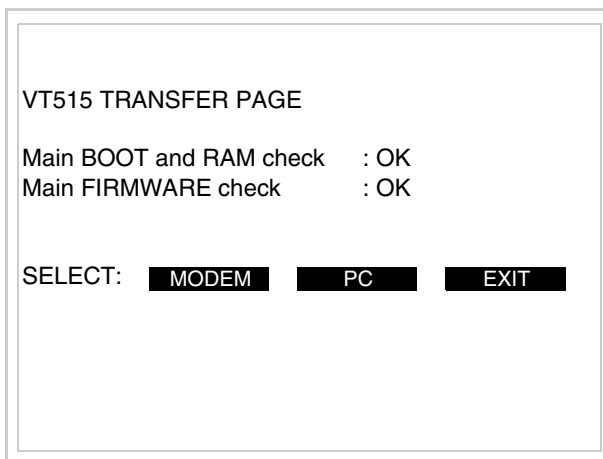 VT515 TRANSFER PAGE
Main BOOT and RAM check : OK
Main FIRMWARE check : OK
SELECT: MODEM PC EXIT